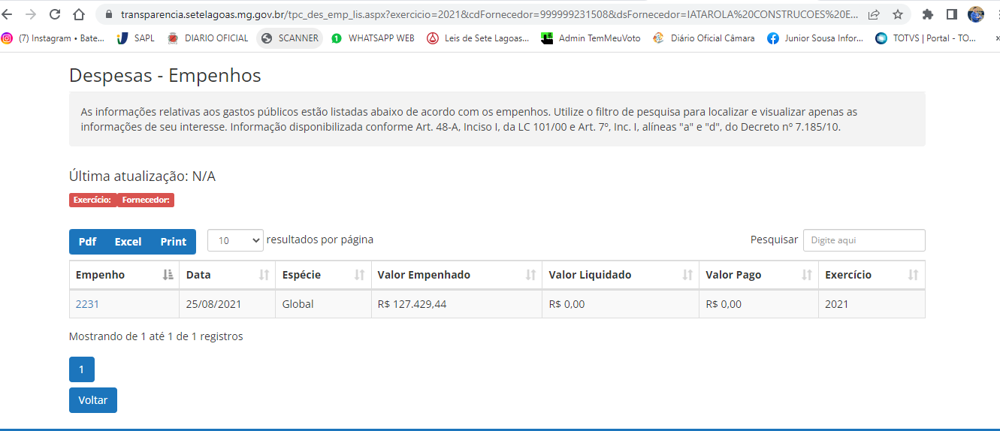 transparencia.setelagoas.mg.gov.br/tpc_des_emp_lis.aspx?exercicio=2021&cdFornecedor=999999231508&dsFornecedor=IATAROLA%20CONSTRUCOES%20E...
(7) Instagram • Bate... SAPL DIARIO OFICIAL SCANNER WHATSAPP WEB Leis de Sete Lagoas... Admin TemMeuVoto Diário Oficial Câmara Junior Sousa Infor... TOTVS | Portal - TO... »
Despesas - Empenhos
As informações relativas aos gastos públicos estão listadas abaixo de acordo com os empenhos. Utilize o filtro de pesquisa para localizar e visualizar apenas as
informações de seu interesse. Informação disponibilizada conforme Art. 48-A, Inciso I, da LC 101/00 e Art. 7º, Inc. I, alíneas "a" e "d", do Decreto nº 7.185/10.
Última atualização: N/A
Exercício: Fornecedor:
Pdf Excel Print 10 resultados por página Pesquisar Digite aqui
Empenho Data Espécie Valor Empenhado Valor Liquidado Valor Pago Exercício
2231 25/08/2021 Global R$ 127.429,44 R$ 0,00 R$ 0,00 2021
Mostrando de 1 até 1 de 1 registros
1
Voltar